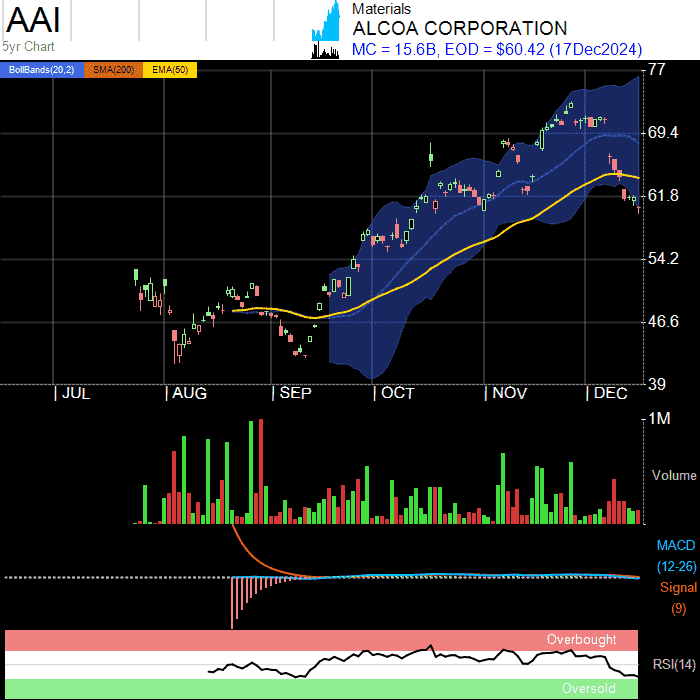 AAI
5yr Chart
Materials
ALCOA CORPORATION
MC = 15.6B, EOD = $60.42 (17Dec2024)
BollBands(20,2) SMA(200) EMA(50)
77
69.4
61.8
54.2
46.6
39
JUL AUG SEP OCT NOV DEC
1M
Volume
MACD
(12-26)
Signal
(9)
Overbought
RSI(14)
Oversold